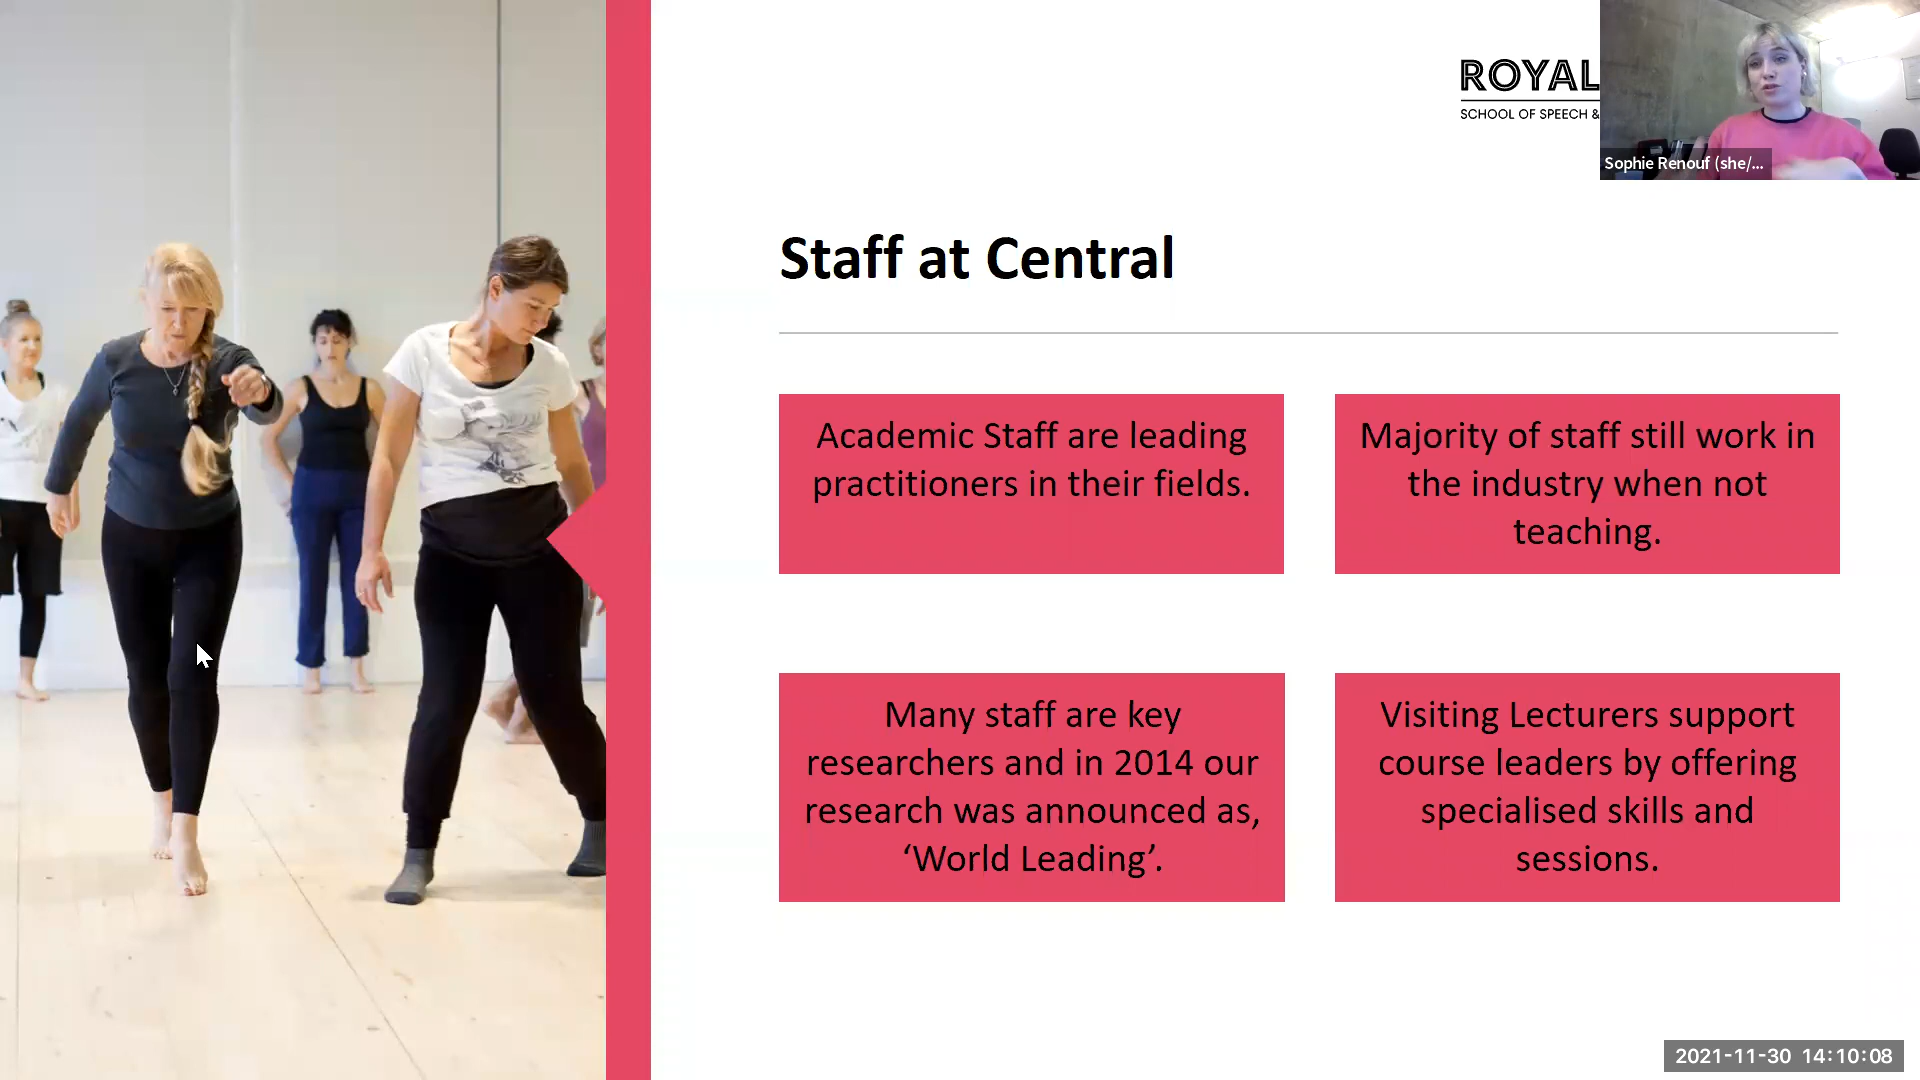 ROYAL
SCHOOL OF SPEECH &
Sophie Renouf (she/...
Staff at Central
Academic Staff are leading
practitioners in their fields.
Majority of staff still work in
the industry when not
teaching.
Many staff are key
researchers and in 2014 our
research was announced as,
‘World Leading’.
Visiting Lecturers support
course leaders by offering
specialised skills and
sessions.
2021-11-30 14:10:08